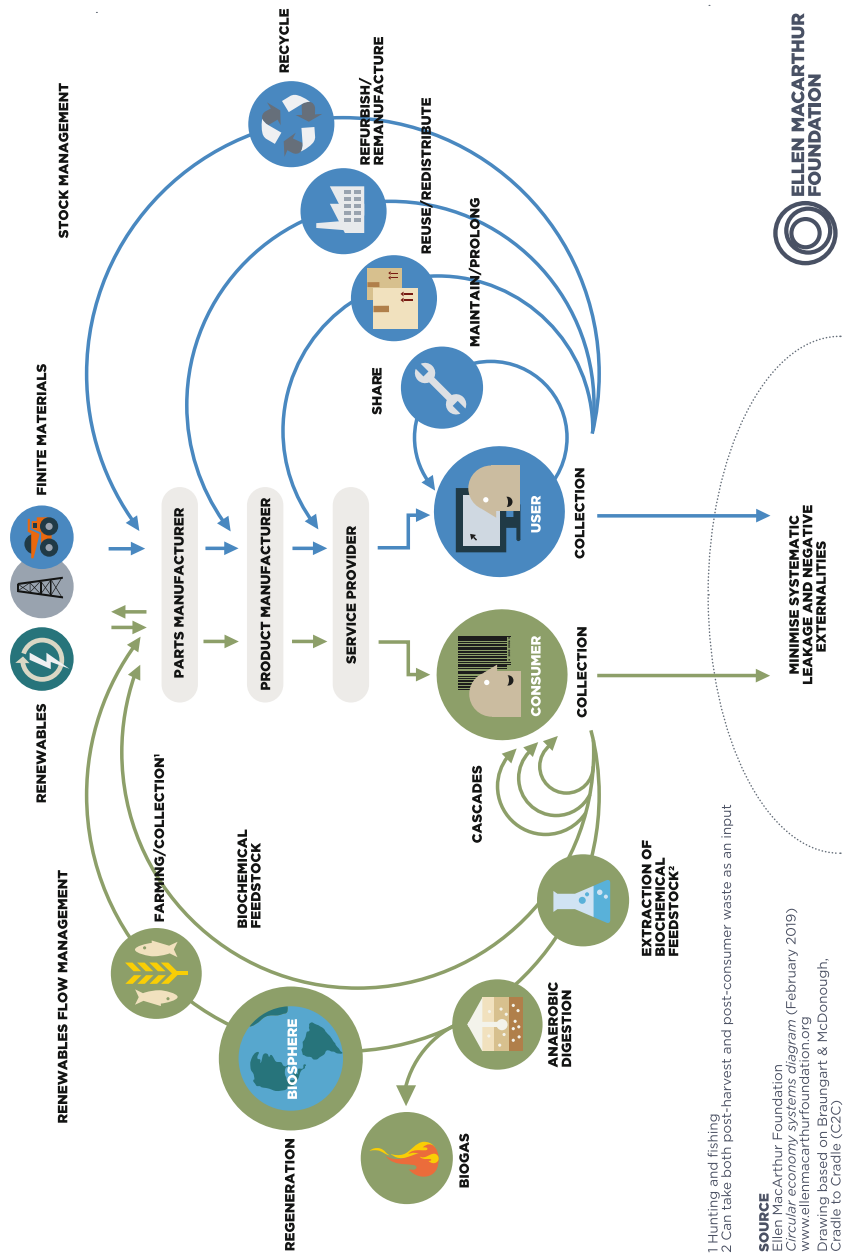 RENEWABLES
FINITE MATERIALS
RENEWABLES FLOW MANAGEMENT
STOCK MANAGEMENT
FARMING/COLLECTION¹
PARTS MANUFACTURER
RECYCLE
BIOCHEMICAL
FEEDSTOCK
PRODUCT MANUFACTURER
REFURBISH/
REMANUFACTURE
REGENERATION
BIOSPHERE
SERVICE PROVIDER
REUSE/REDISTRIBUTE
SHARE
MAINTAIN/PROLONG
BIOGAS
CASCADES
CONSUMER
USER
ANAEROBIC
DIGESTION
COLLECTION
COLLECTION
EXTRACTION OF
BIOCHEMICAL
FEEDSTOCK²
MINIMISE SYSTEMATIC
LEAKAGE AND NEGATIVE
EXTERNALITIES
1 Hunting and fishing
2 Can take both post-harvest and post-consumer waste as an input
SOURCE
Ellen MacArthur Foundation
Circular economy systems diagram (February 2019)
www.ellenmacarthurfoundation.org
Drawing based on Braungart & McDonough,
Cradle to Cradle (C2C)
ELLEN MACARTHUR
FOUNDATION